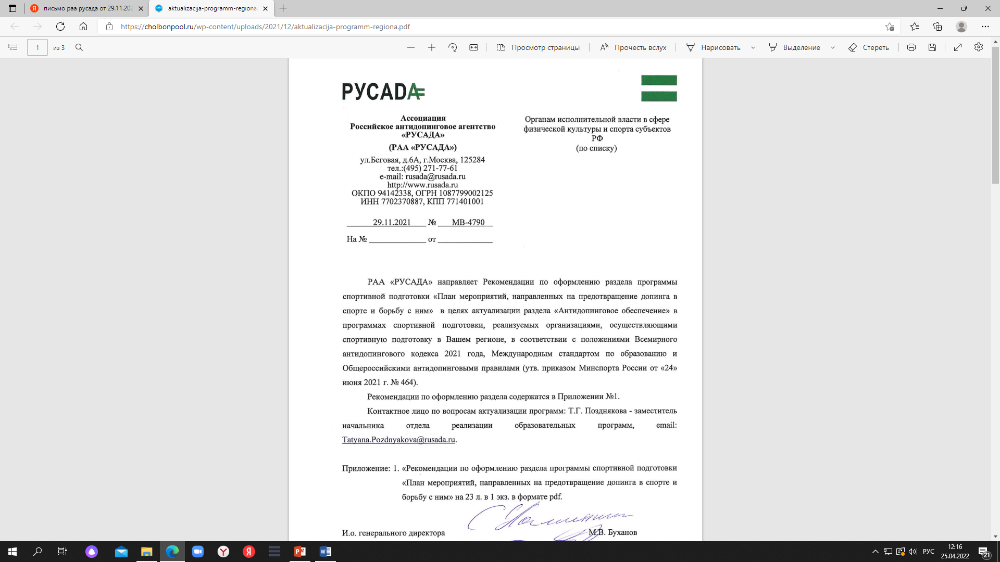 письмо раа русада от 29.11.202
aktualizacija-programm-regiona.
https://cholbonpool.ru/wp-content/uploads/2021/12/aktualizacija-programm-regiona.pdf
1 из 3
Просмотр страницы
Прочесть вслух
Нарисовать
Выделение
Стереть
РУСАДА
Ассоциация
Российское антидопинговое агентство
«РУСАДА»
(РАА «РУСАДА»)
ул.Беговая, д.6А, г.Москва, 125284
тел.:(495) 271-77-61
e-mail: rusada@rusada.ru
http://www.rusada.ru
ОКПО 94142338, ОГРН 1087799002125
ИНН 7702370887, КПП 771401001
29.11.2021 № МВ-4790
На № ______________ от ______________
Органам исполнительной власти в сфере
физической культуры и спорта субъектов
РФ
(по списку)
РАА «РУСАДА» направляет Рекомендации по оформлению раздела программы
спортивной подготовки «План мероприятий, направленных на предотвращение допинга в
спорте и борьбу с ним» в целях актуализации раздела «Антидопинговое обеспечение» в
программах спортивной подготовки, реализуемых организациями, осуществляющими
спортивную подготовку в Вашем регионе, в соответствии с положениями Всемирного
антидопингового кодекса 2021 года, Международным стандартом по образованию и
Общероссийскими антидопинговыми правилами (утв. приказом Минспорта России от «24»
июня 2021 г. № 464).
Рекомендации по оформлению раздела содержатся в Приложении №1.
Контактное лицо по вопросам актуализации программ: Т.Г. Позднякова - заместитель
начальника отдела реализации образовательных программ, email:
Tatyana.Pozdnyakova@rusada.ru.
Приложение: 1. «Рекомендации по оформлению раздела программы спортивной подготовки
«План мероприятий, направленных на предотвращение допинга в спорте и
борьбу с ним» на 23 л. в 1 экз. в формате pdf.
И.о. генерального директора
М.В. Буханов
РУС
12:16
25.04.2022
21